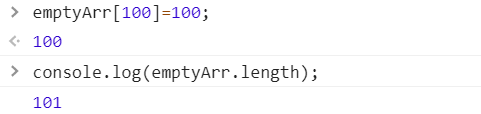 > emptyArr[100]=100;
100
> console.log(emptyArr.length);
101